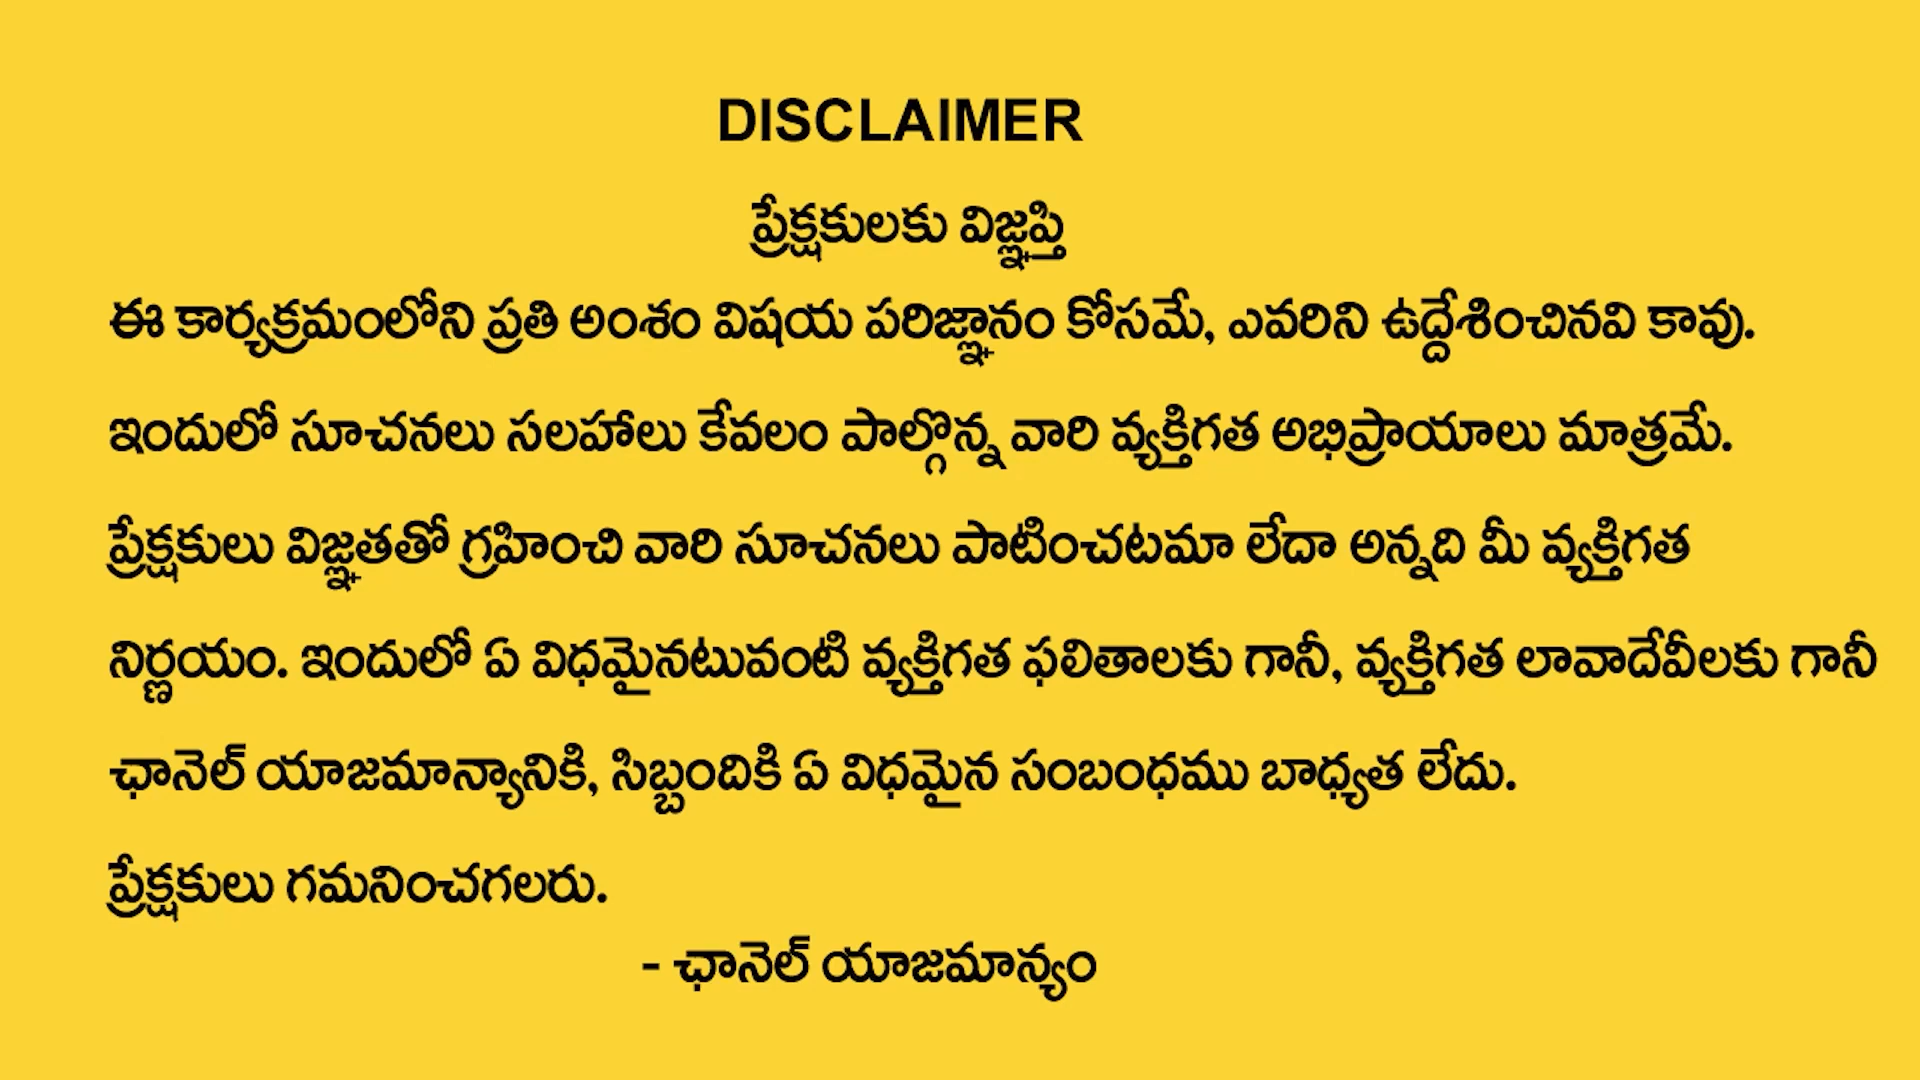 DISCLAIMER
ప్రేక్షకులకు విజ్ఞప్తి
ఈ కార్యక్రమంలోని ప్రతి అంశం విషయ పరిజ్ఞానం కోసమే, ఎవరిని ఉద్దేశించినవి కావు.
ఇందులో సూచనలు సలహాలు కేవలం పాల్గొన్న వారి వ్యక్తిగత అభిప్రాయాలు మాత్రమే.
ప్రేక్షకులు విజ్ఞతతో గ్రహించి వారి సూచనలు పాటించటమా లేదా అన్నది మీ వ్యక్తిగత
నిర్ణయం. ఇందులో ఏ విధమైనటువంటి వ్యక్తిగత ఫలితాలకు గానీ, వ్యక్తిగత లావాదేవీలకు గానీ
ఛానెల్ యాజమాన్యానికి, సిబ్బందికి ఏ విధమైన సంబంధము బాధ్యత లేదు.
ప్రేక్షకులు గమనించగలరు.
- ఛానెల్ యాజమాన్యం